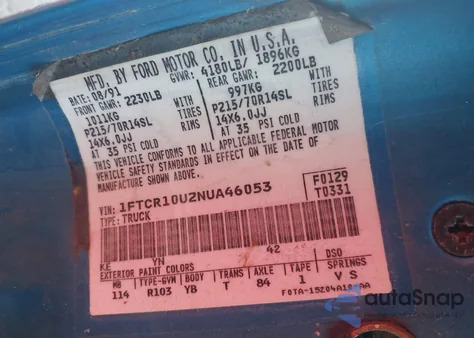 MFD. BY FORD MOTOR CO. IN U.S.A.
DATE: 08/91 GVWR: 4180LB/ 1896KG
FRONT GAWR: 2230LB REAR GAWR: 2200LB
1011KG WITH 997KG WITH
P215/70R14SL TIRES P215/70R14SL TIRES
14X6.0JJ RIMS 14X6.0JJ RIMS
AT 35 PSI COLD AT 35 PSI COLD
THIS VEHICLE CONFORMS TO ALL APPLICABLE FEDERAL MOTOR
VEHICLE SAFETY STANDARDS IN EFFECT ON THE DATE OF
MANUFACTURE SHOWN ABOVE.
VIN: 1FTCR10U2NUA46053 F0129
TYPE: TRUCK T0331
KE YN 42
EXTERIOR PAINT COLORS DSO
WB TYPE-GVW BODY TRANS AXLE TAPE SPRINGS
114 R103 YB T 84 1 V S
autoSnap